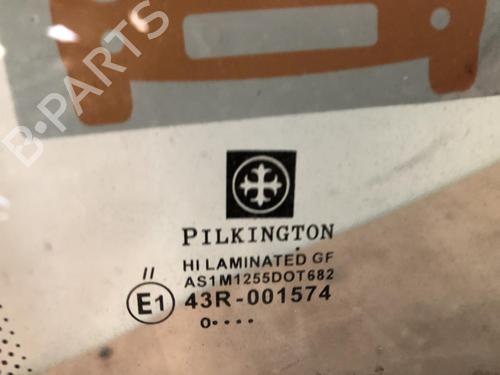 B-PARTS
PILKINGTON
HI LAMINATED GF
AS1M1255DOT682
//
E1 43R-001574
o••••